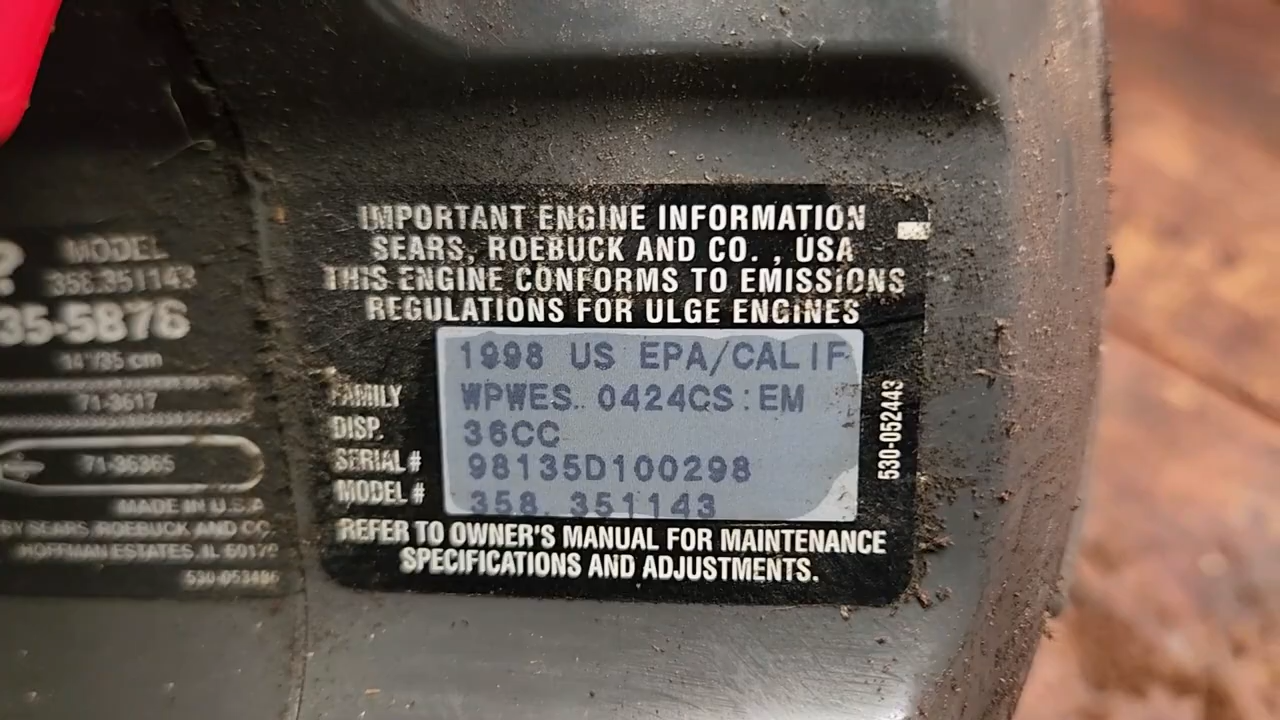 MODEL
358.351143
35-5876
14"/35 cm
71-3617
71-36365
MADE IN U.S.A
BY SEARS, ROEBUCK AND CO.
HOFFMAN ESTATES, IL 60179
IMPORTANT ENGINE INFORMATION
SEARS, ROEBUCK AND CO. , USA
THIS ENGINE CONFORMS TO EMISSIONS
REGULATIONS FOR ULGE ENGINES
1998 US EPA/CALIF
FAMILY WPWES. 0424CS:EM
DISP. 36CC
SERIAL # 98135D100298
MODEL # 358. 351143
530-052443
REFER TO OWNER'S MANUAL FOR MAINTENANCE
SPECIFICATIONS AND ADJUSTMENTS.